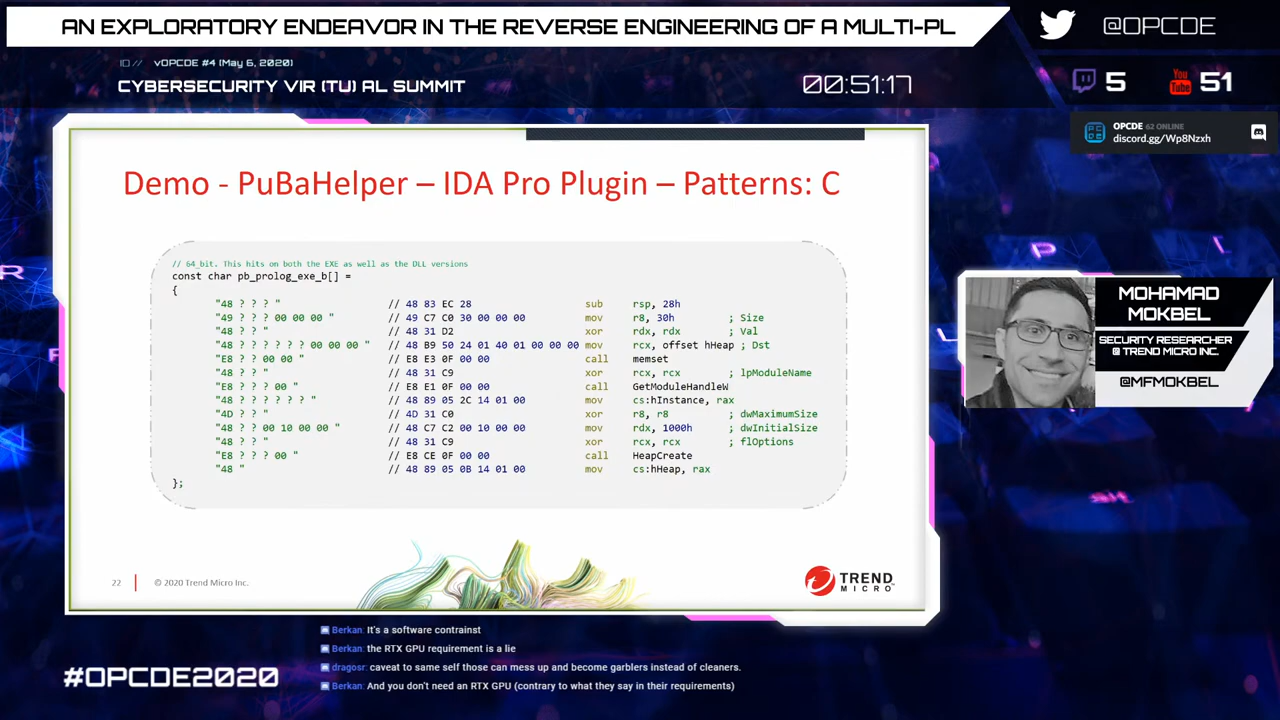 AN EXPLORATORY ENDEAVOR IN THE REVERSE ENGINEERING OF A MULTI-PL
@OPCDE
ID // vOPCDE #4 (May 6, 2020)
CYBERSECURITY VIR (TU) AL SUMMIT
00:51:17
5
You Tube 51
OPCDE 62 ONLINE
discord.gg/Wp8Nzxh
Demo - PuBaHelper – IDA Pro Plugin – Patterns: C
// 64_bit. This hits on both the EXE as well as the DLL versions
const char pb_prolog_exe_b[] =
{
"48 ? ? ? " // 48 83 EC 28 sub rsp, 28h
"49 ? ? ? 00 00 00 " // 49 C7 C0 30 00 00 00 mov r8, 30h ; Size
"48 ? ? " // 48 31 D2 xor rdx, rdx ; Val
"48 ? ? ? ? ? ? 00 00 00 " // 48 B9 50 24 01 40 01 00 00 00 mov rcx, offset hHeap ; Dst
"E8 ? ? 00 00 " // E8 E3 0F 00 00 call memset
"48 ? ? " // 48 31 C9 xor rcx, rcx ; lpModuleName
"E8 ? ? ? 00 " // E8 E1 0F 00 00 call GetModuleHandleW
"48 ? ? ? ? ? ? " // 48 89 05 2C 14 01 00 mov cs:hInstance, rax
"4D ? ? " // 4D 31 C0 xor r8, r8 ; dwMaximumSize
"48 ? ? 00 10 00 00 " // 48 C7 C2 00 10 00 00 mov rdx, 1000h ; dwInitialSize
"48 ? ? " // 48 31 C9 xor rcx, rcx ; flOptions
"E8 ? ? ? 00 " // E8 CE 0F 00 00 call HeapCreate
"48 " // 48 89 05 0B 14 01 00 mov cs:hHeap, rax
};
22 © 2020 Trend Micro Inc.
TREND
MICRO
MOHAMAD
MOKBEL
SECURITY RESEARCHER
@ TREND MICRO INC.
@MFMOKBEL
Berkan: It's a software contrainst
Berkan: the RTX GPU requirement is a lie
dragosr: caveat to same self those can mess up and become garblers instead of cleaners.
Berkan: And you don't need an RTX GPU (contrary to what they say in their requirements)
#OPCDE2020